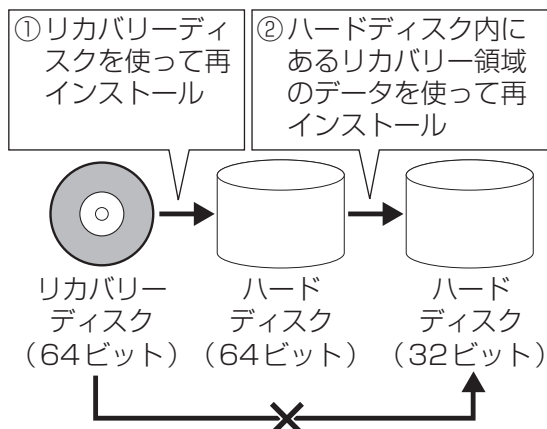 ①リカバリーディ
スクを使って再
インストール
②ハードディスク内に
あるリカバリー領域
のデータを使って再
インストール
リカバリー
ディスク
（64ビット）
ハード
ディスク
（64ビット）
ハード
ディスク
（32ビット）